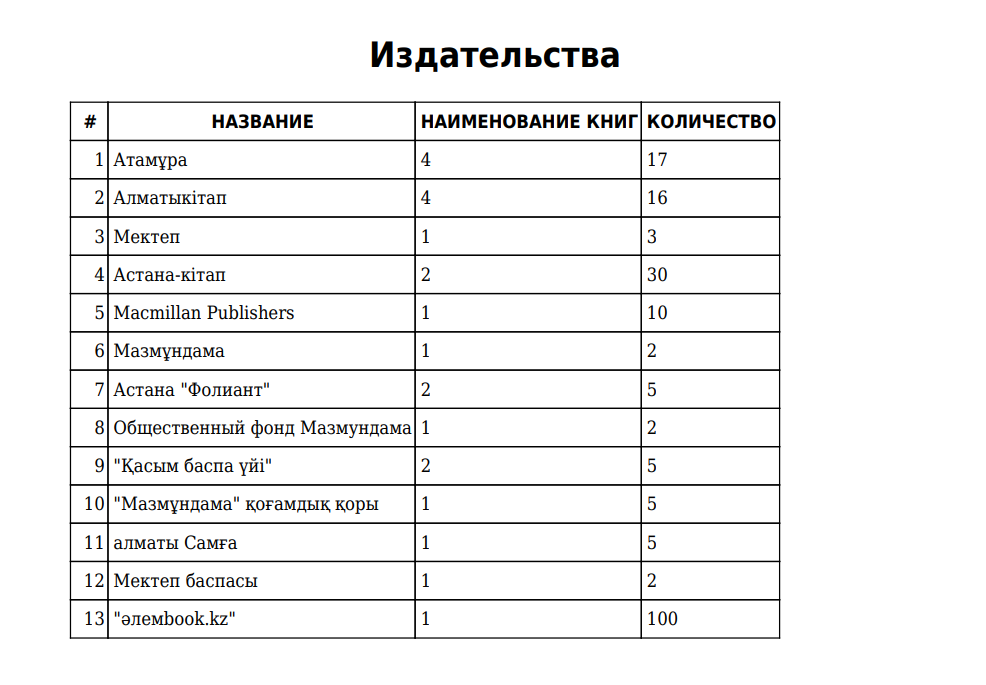 Издательства
# НАЗВАНИЕ НАИМЕНОВАНИЕ КНИГ КОЛИЧЕСТВО
1 Атамұра 4 17
2 Алматыкітап 4 16
3 Мектеп 1 3
4 Астана-кітап 2 30
5 Macmillan Publishers 1 10
6 Мазмұндама 1 2
7 Астана "Фолиант" 2 5
8 Общественный фонд Мазмундама 1 2
9 "Қасым баспа үйі" 2 5
10 "Мазмұндама" қоғамдық қоры 1 5
11 алматы Самға 1 5
12 Мектеп баспасы 1 2
13 "әлемbook.kz" 1 100